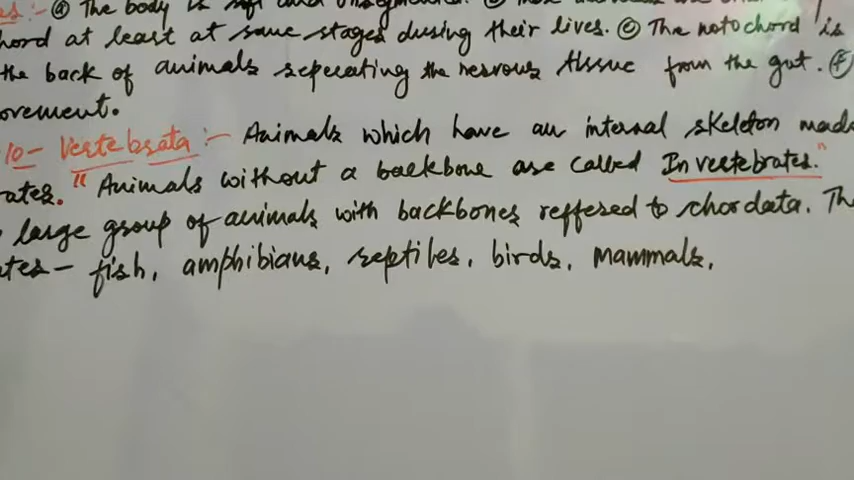 es:- ⓐ The body is soft and unsegmented.
hord at least at some stages during their lives. ⓒ The notochord is
the back of animals sepeeating the nervous tissue from the gut. ⓕ
ovement.
10- Vertebrata :- Animals which have an internal skeleton made
rates. "Animals without a backbone are called Invertebrates."
large group of animals with backbones reffered to chordata. The
ates- fish, amphibians, reptiles, birds, mammals,